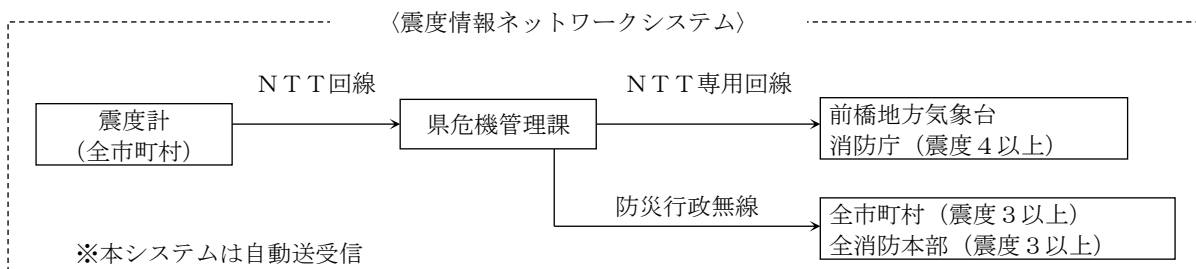 〈震度情報ネットワークシステム〉
ＮＴＴ回線
ＮＴＴ専用回線
震度計
（全市町村）
県危機管理課
前橋地方気象台
消防庁（震度４以上）
防災行政無線
全市町村（震度３以上）
全消防本部（震度３以上）
※本システムは自動送受信